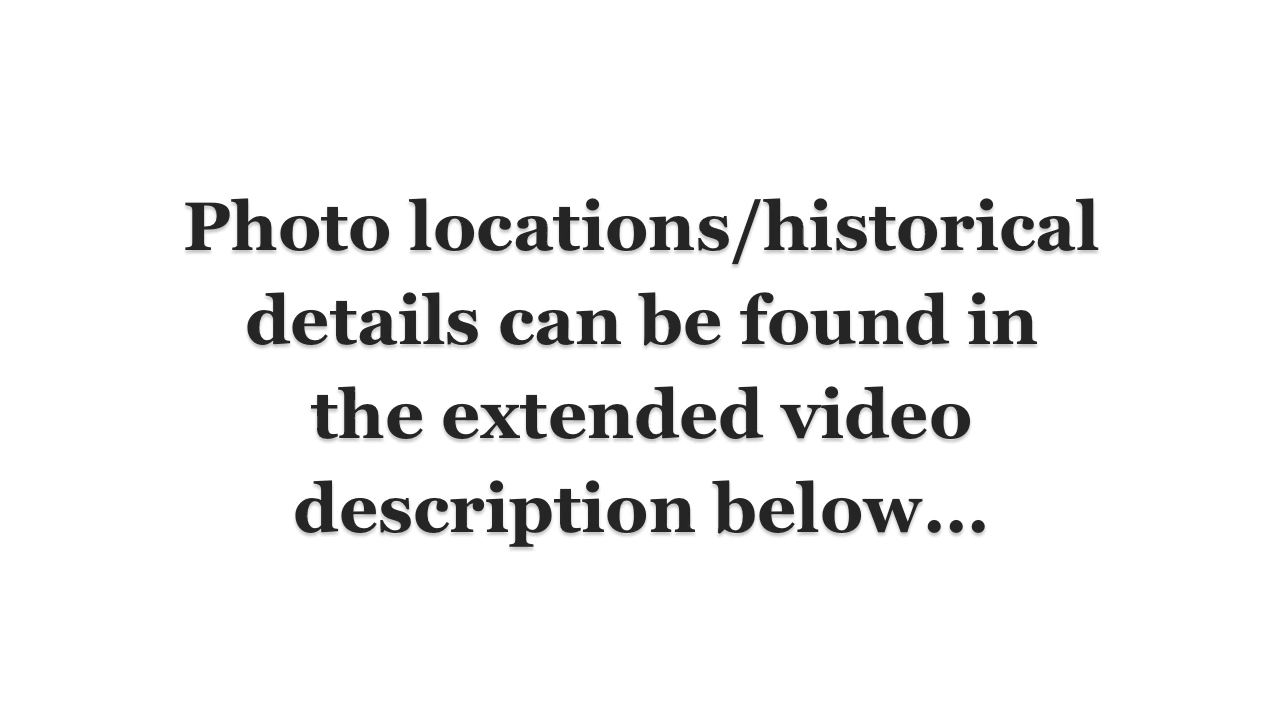 Photo locations/historical
details can be found in
the extended video
description below...